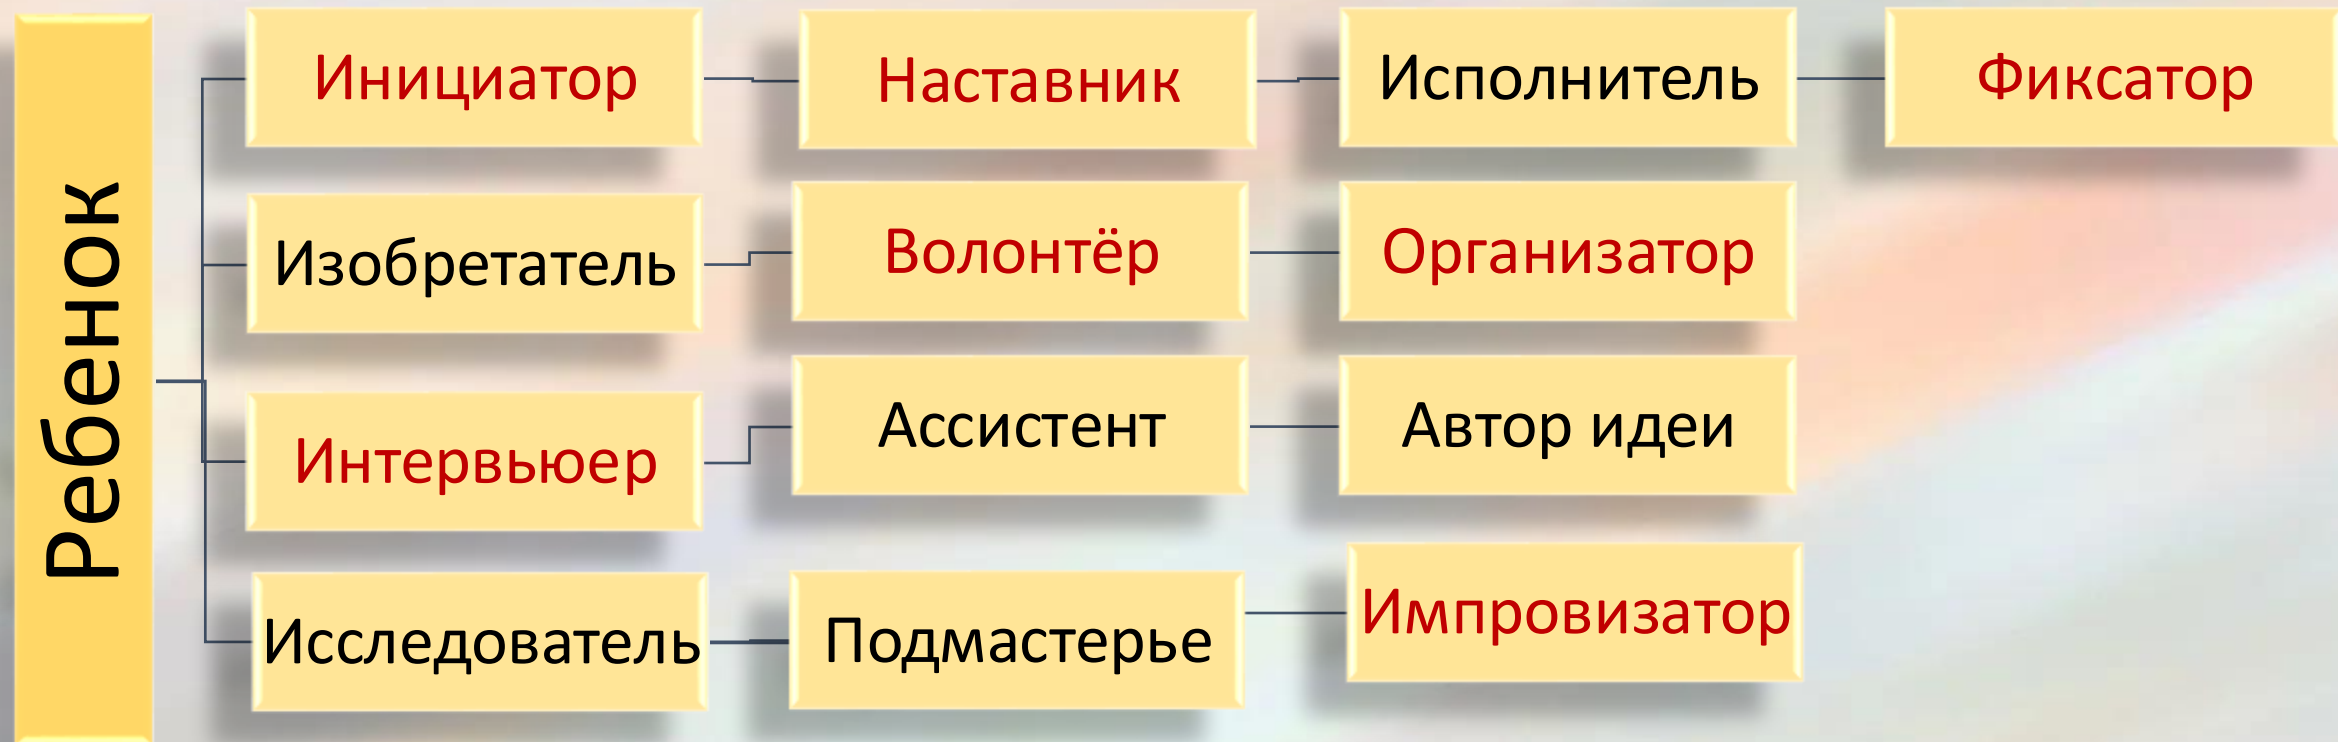 Ребенок
Инициатор
Наставник
Исполнитель
Фиксатор
Изобретатель
Волонтёр
Организатор
Интервьюер
Ассистент
Автор идеи
Исследователь
Подмастерье
Импровизатор